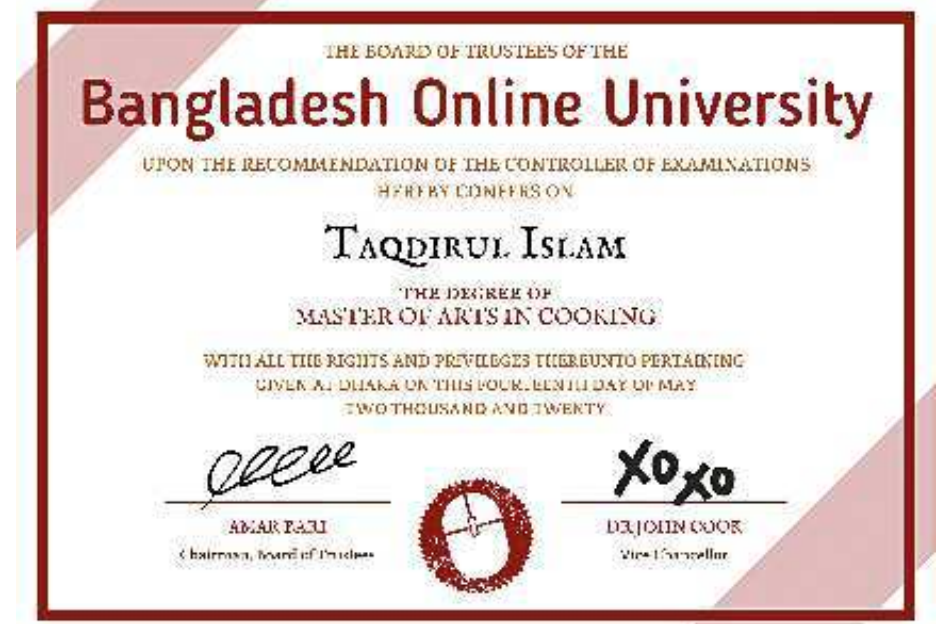 THE BOARD OF TRUSTEES OF THE
Bangladesh Online University
UPON THE RECOMMENDATION OF THE CONTROLLER OF EXAMINATIONS
HEREBY CONFERS ON
TAQDIRUL ISLAM
THE DEGREE OF
MASTER OF ARTS IN COOKING
WITH ALL THE RIGHTS AND PRIVILEGES THEREUNTO PERTAINING
GIVEN AT DHAKA ON THIS FOURTEENTH DAY OF MAY
TWO THOUSAND AND TWENTY
XOXO
AMAR BARI
DR JOHN COOK
Chairman, Board of Trustees
Vice Chancellor